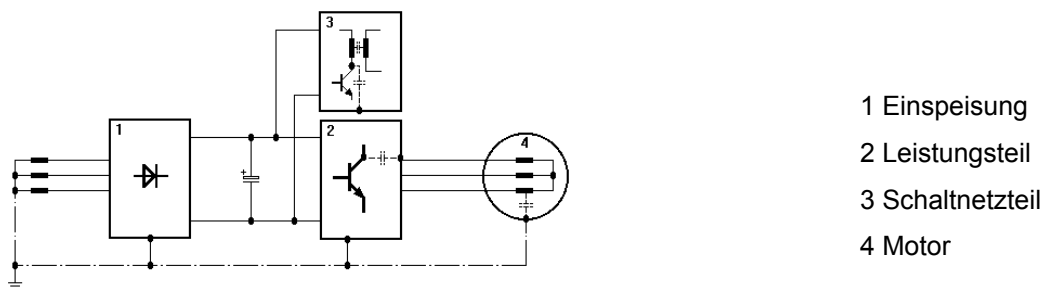 3
1
2
4
+
1 Einspeisung
2 Leistungsteil
3 Schaltnetzteil
4 Motor